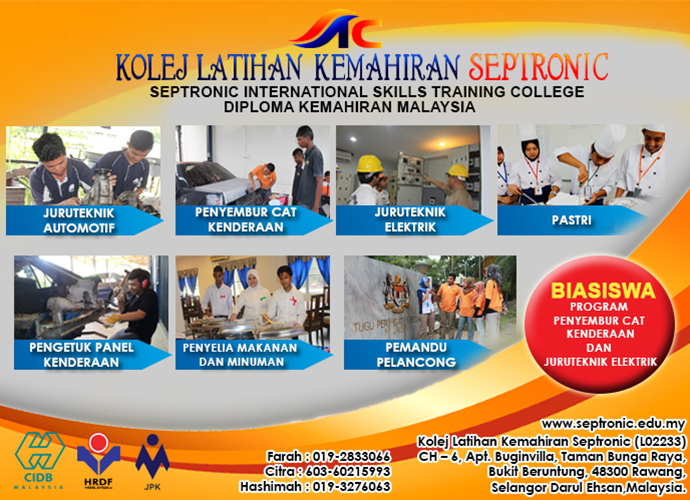 STC
KOLEJ LATIHAN KEMAHIRAN SEPTRONIC
SEPTRONIC INTERNATIONAL SKILLS TRAINING COLLEGE
DIPLOMA KEMAHIRAN MALAYSIA
JURUTEKNIK
AUTOMOTIF
PENYEMBUR CAT
KENDERAAN
JURUTEKNIK
ELEKTRIK
PASTRI
PENGETUK PANEL
KENDERAAN
PENYELIA MAKANAN
DAN MINUMAN
TUGU
PEMANDU
PELANCONG
BIASISWA
PROGRAM
PENYEMBUR CAT
KENDERAAN
DAN
JURUTEKNIK ELEKTRIK
www.septronic.edu.my
Kolej Latihan Kemahiran Septronic (L02233)
CH – 6, Apt. Buginvilla, Taman Bunga Raya,
Bukit Beruntung, 48300 Rawang,
Selangor Darul Ehsan,Malaysia.
Farah : 019-2833066
Citra : 603-60215993
Hashimah : 019-3276063
CIDB
MALAYSIA
HRDF
JPK